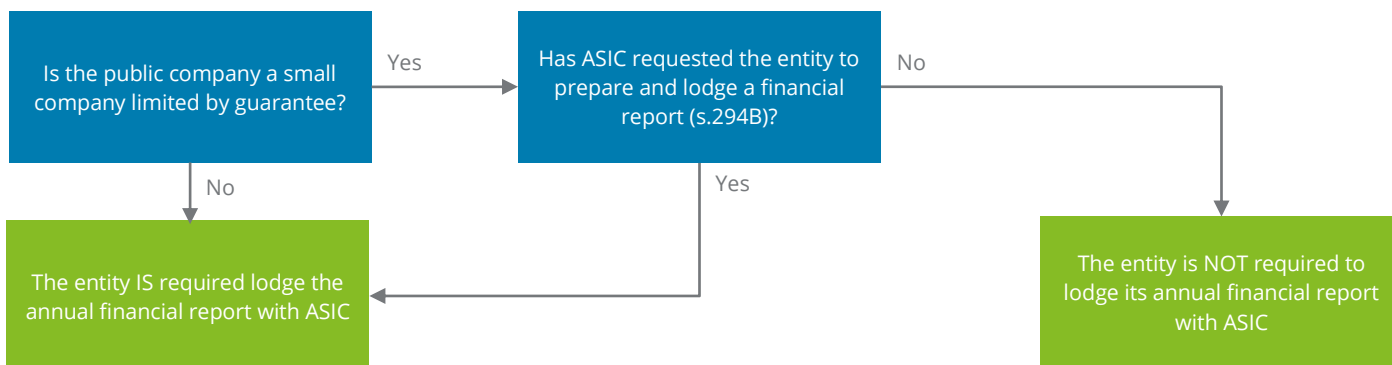 Is the public company a small
company limited by guarantee?
Yes
Has ASIC requested the entity to
prepare and lodge a financial
report (s.294B)?
No
No
Yes
The entity IS required lodge the
annual financial report with ASIC
The entity is NOT required to
lodge its annual financial report
with ASIC